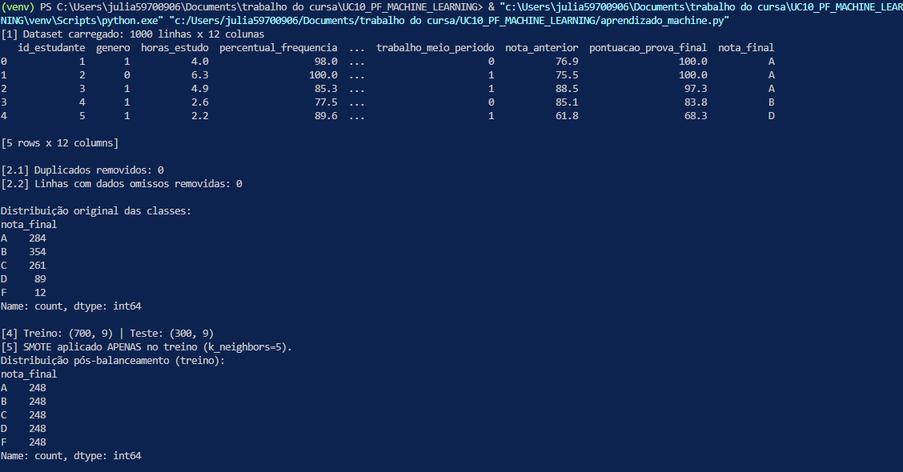 (venv) PS C:\Users\julia59700906\Documents\trabalho do cursa\UC10_PF_MACHINE_LEARNING> & "c:\Users\julia59700906\Documents\trabalho do cursa\UC10_PF_MACHINE_LEAR
NING\venv\Scripts\python.exe" "c:/Users/julia59700906/Documents/trabalho do cursa/UC10_PF_MACHINE_LEARNING/aprendizado_machine.py"
[1] Dataset carregado: 1000 linhas x 12 colunas
id_estudante genero horas_estudo percentual_frequencia ... trabalho_meio_periodo nota_anterior pontuacao_prova_final nota_final
0 1 1 4.0 98.0 ... 0 76.9 100.0 A
1 2 0 6.3 100.0 ... 1 75.5 100.0 A
2 3 1 4.9 85.3 ... 1 88.5 97.3 A
3 4 1 2.6 77.5 ... 0 85.1 83.8 B
4 5 1 2.2 89.6 ... 1 61.8 68.3 D
[5 rows x 12 columns]
[2.1] Duplicados removidos: 0
[2.2] Linhas com dados omissos removidas: 0
Distribuição original das classes:
nota_final
A 284
B 354
C 261
D 89
F 12
Name: count, dtype: int64
[4] Treino: (700, 9) | Teste: (300, 9)
[5] SMOTE aplicado APENAS no treino (k_neighbors=5).
Distribuição pós-balanceamento (treino):
nota_final
A 248
B 248
C 248
D 248
F 248
Name: count, dtype: int64